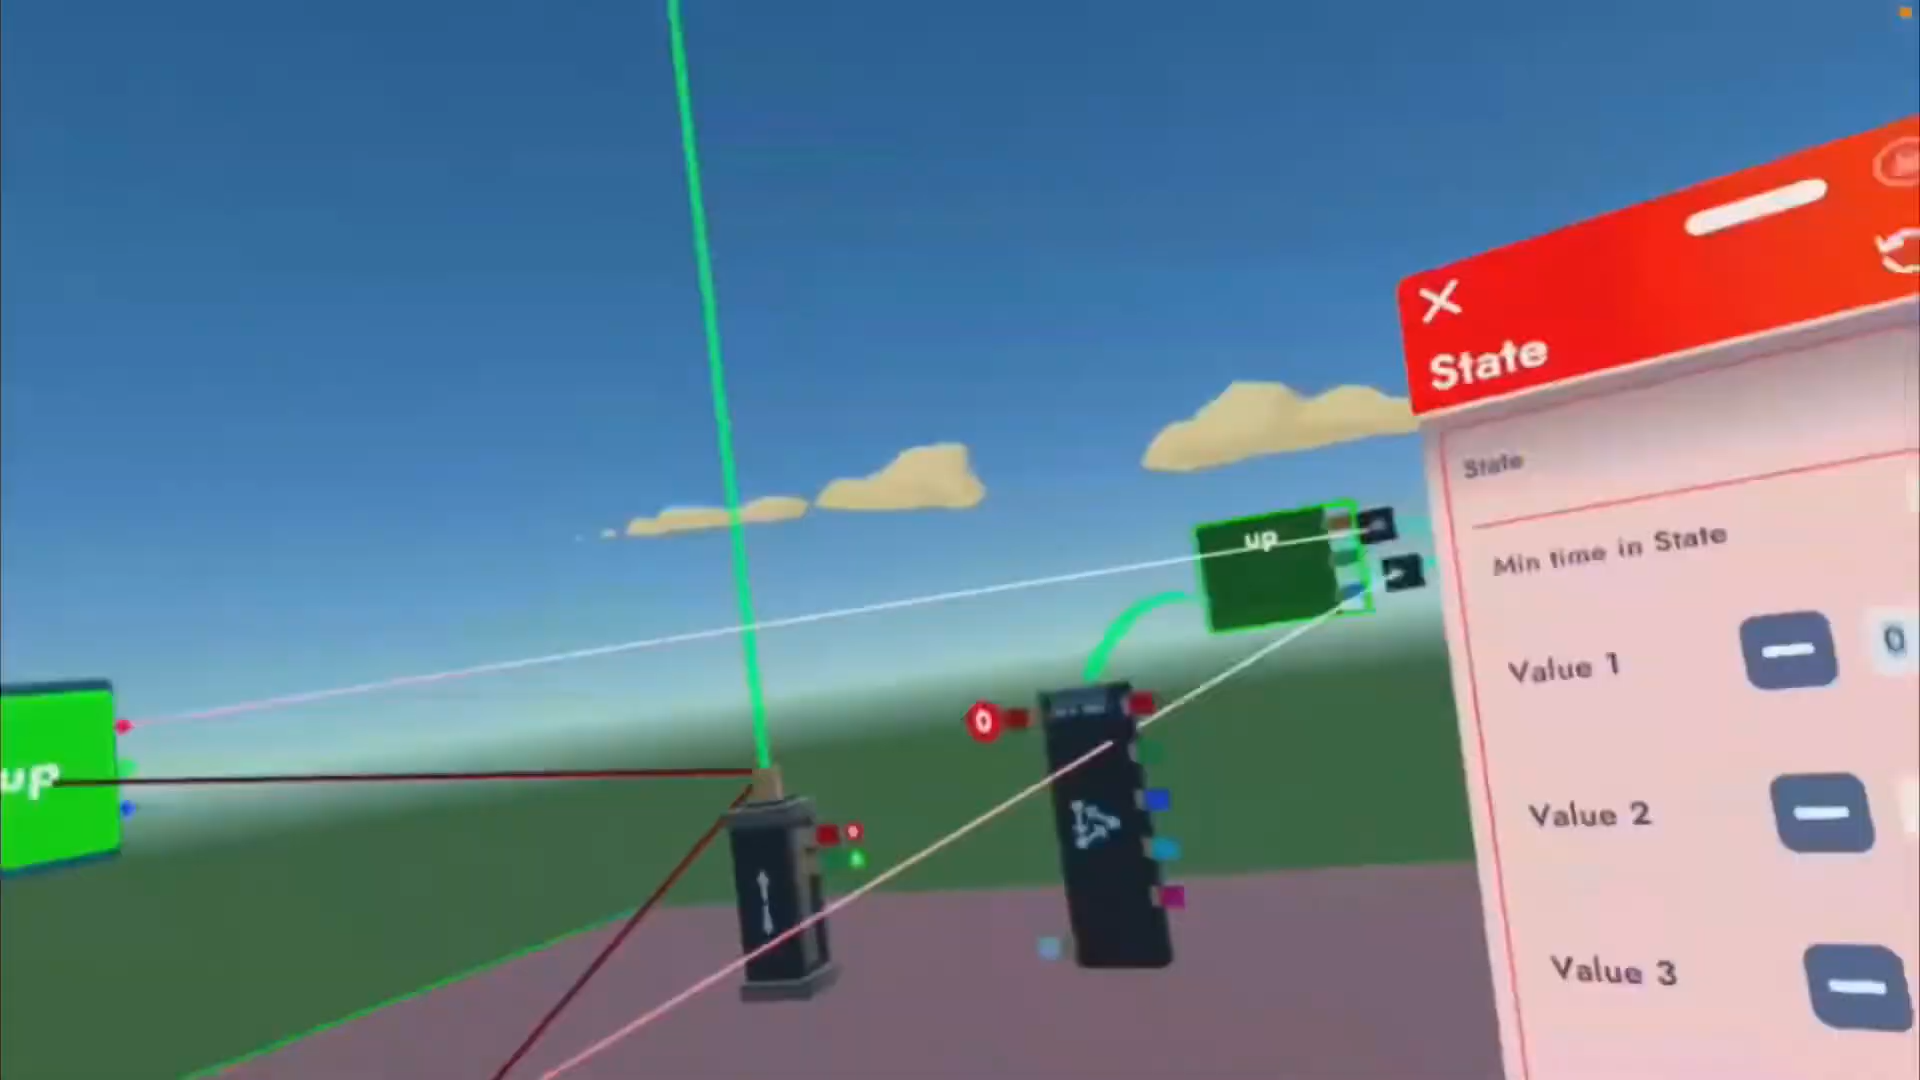 State
State
Min time in State
Value 1
0
Value 2
Value 3
up
up
0